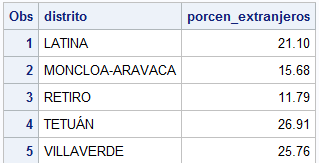 Obs distrito porcen_extranjeros
1 LATINA 21.10
2 MONCLOA-ARAVACA 15.68
3 RETIRO 11.79
4 TETUÁN 26.91
5 VILLAVERDE 25.76